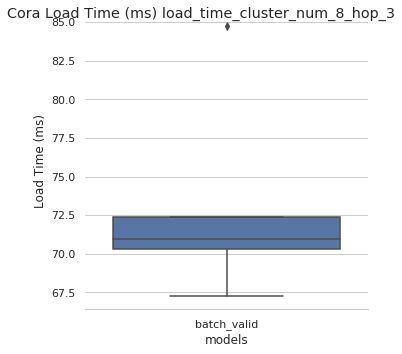 Cora Load Time (ms) load_time_cluster_num_8_hop_3
85.0
82.5
80.0
77.5
75.0
72.5
70.0
67.5
Load Time (ms)
batch_valid
models